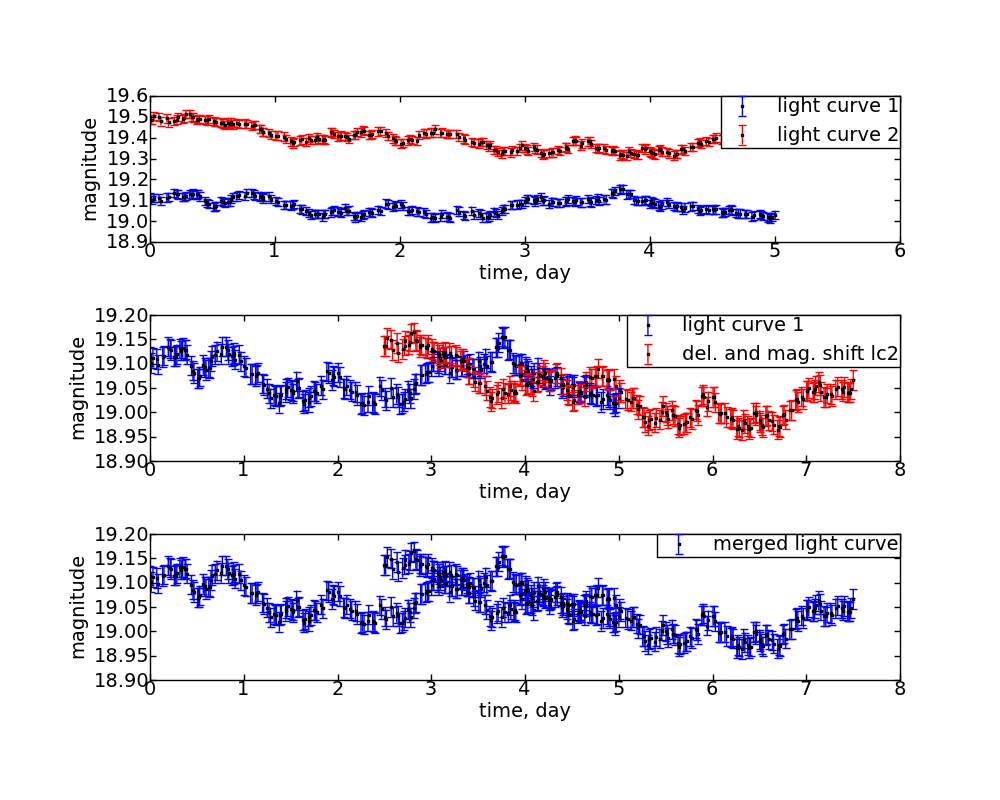 19.6
19.5
19.4
19.3
19.2
19.1
19.0
18.9
magnitude
light curve 1
light curve 2
0 1 2 3 4 5 6
time, day
19.20
19.15
19.10
19.05
19.00
18.95
18.90
magnitude
light curve 1
del. and mag. shift lc2
0 1 2 3 4 5 6 7 8
time, day
19.20
19.15
19.10
19.05
19.00
18.95
18.90
magnitude
merged light curve
0 1 2 3 4 5 6 7 8
time, day